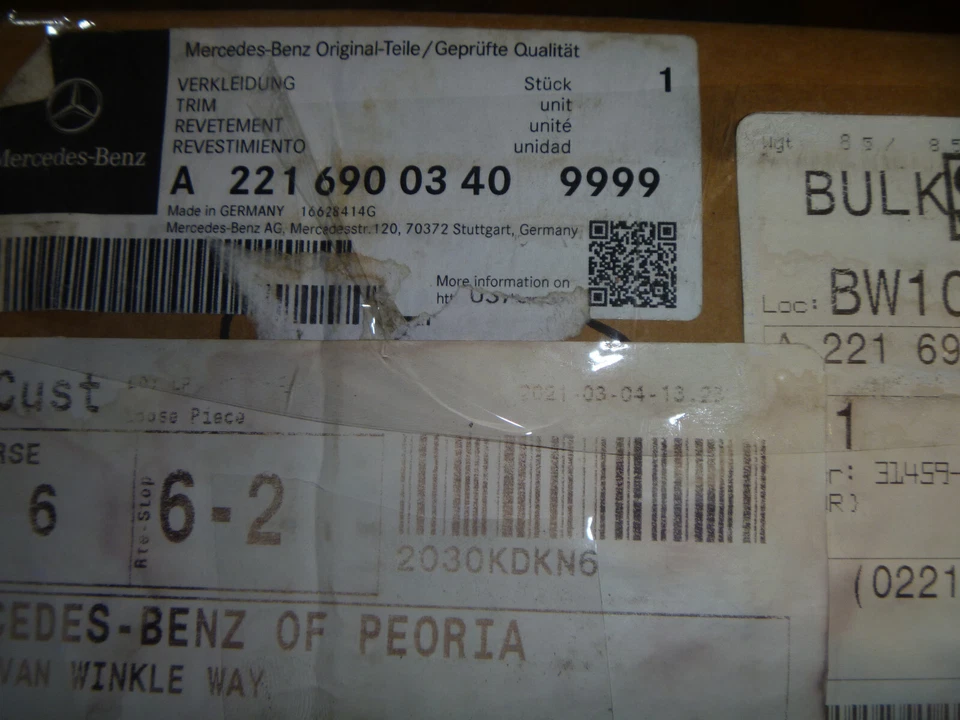 Mercedes-Benz Original-Teile/Geprüfte Qualität
VERKLEIDUNG Stück 1
TRIM unit
REVETEMENT unité
REVESTIMIENTO unidad
Mercedes-Benz
A 221 690 03 40 9999
Made in GERMANY 16628414G
Mercedes-Benz AG, Mercedesstr.120, 70372 Stuttgart, Germany
More information on
Wgt
BULK
Loc: BW10
A 221 69
1
r: 31459-
R)
(0221
Cust
2021-03-04-13.23
Loose Piece
RSE
6
Rte-Stop
6-2
2030KDKN6
CEDES-BENZ OF PEORIA
VAN WINKLE WAY